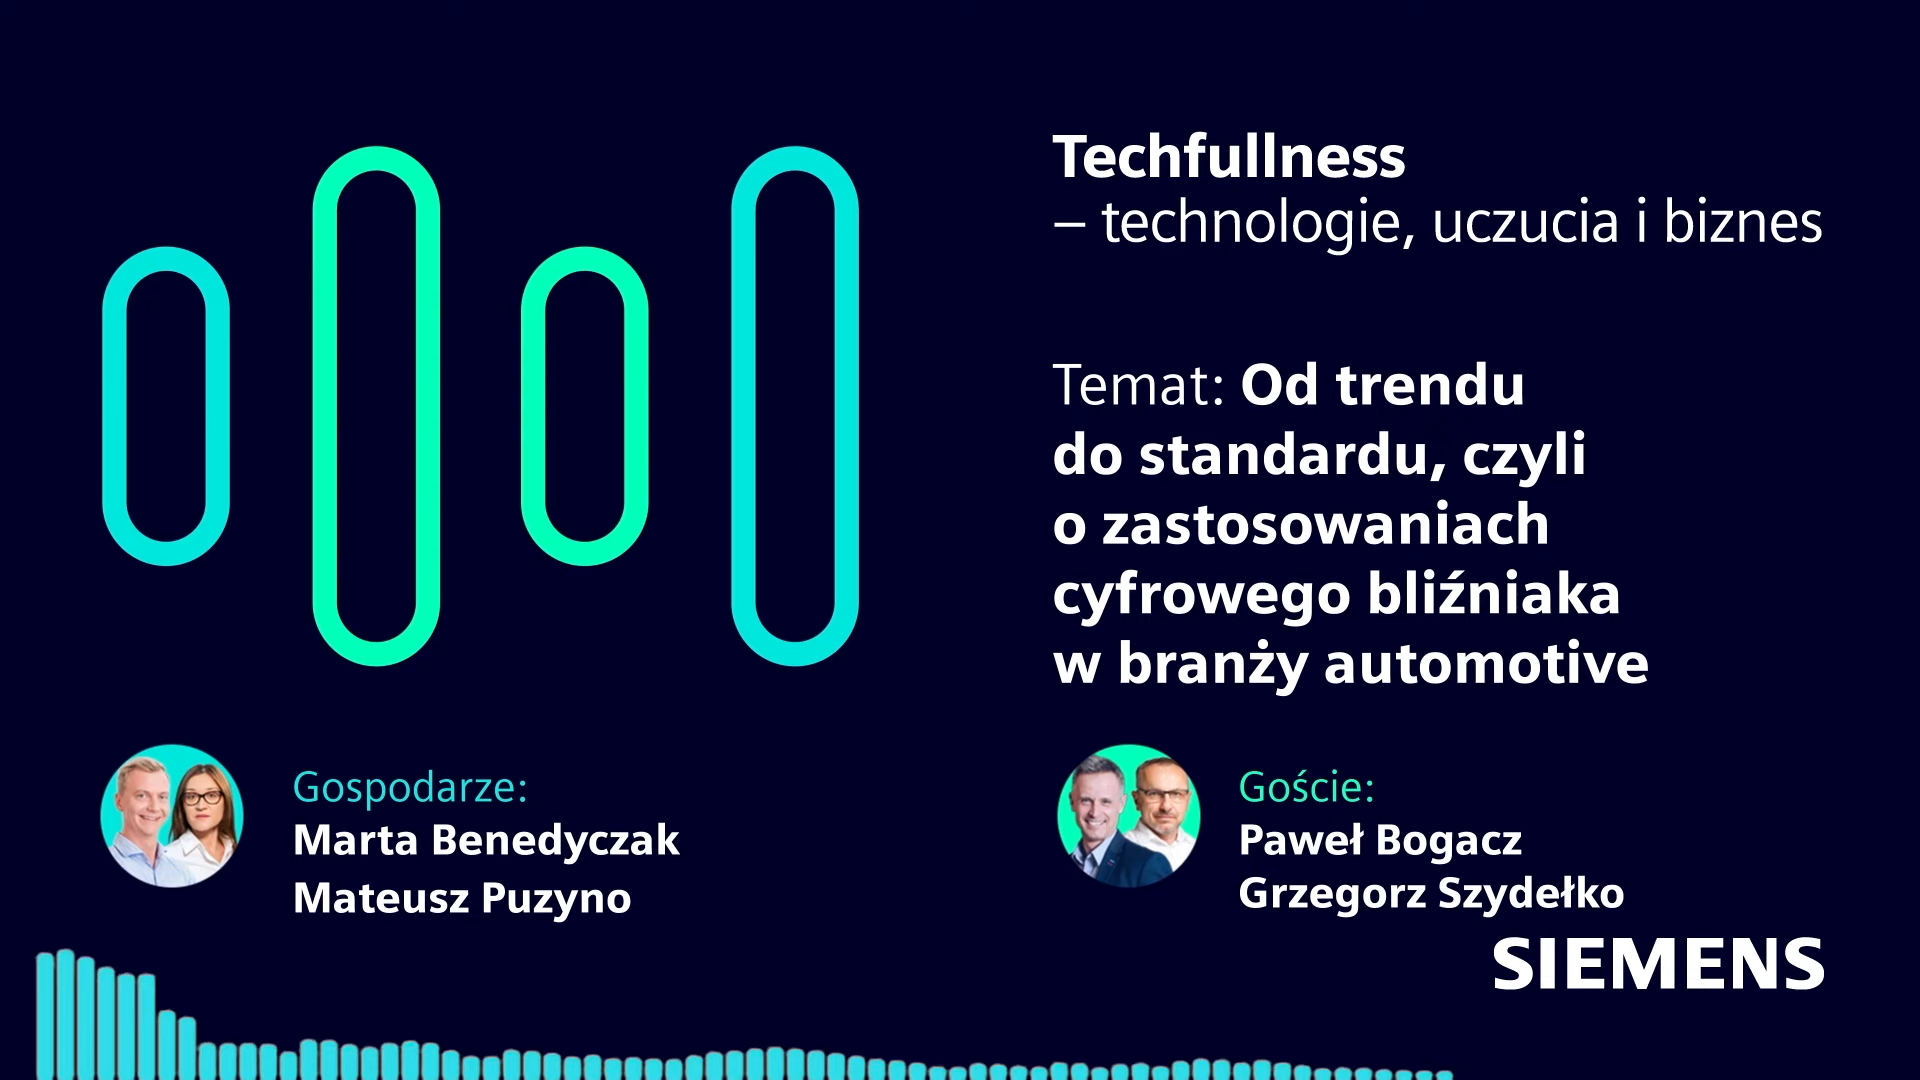 Techfullness
– technologie, uczucia i biznes
Temat: Od trendu
do standardu, czyli
o zastosowaniach
cyfrowego bliźniaka
w branży automotive
Gospodarze:
Marta Benedyczak
Mateusz Puzyno
Goście:
Paweł Bogacz
Grzegorz Szydełko
SIEMENS